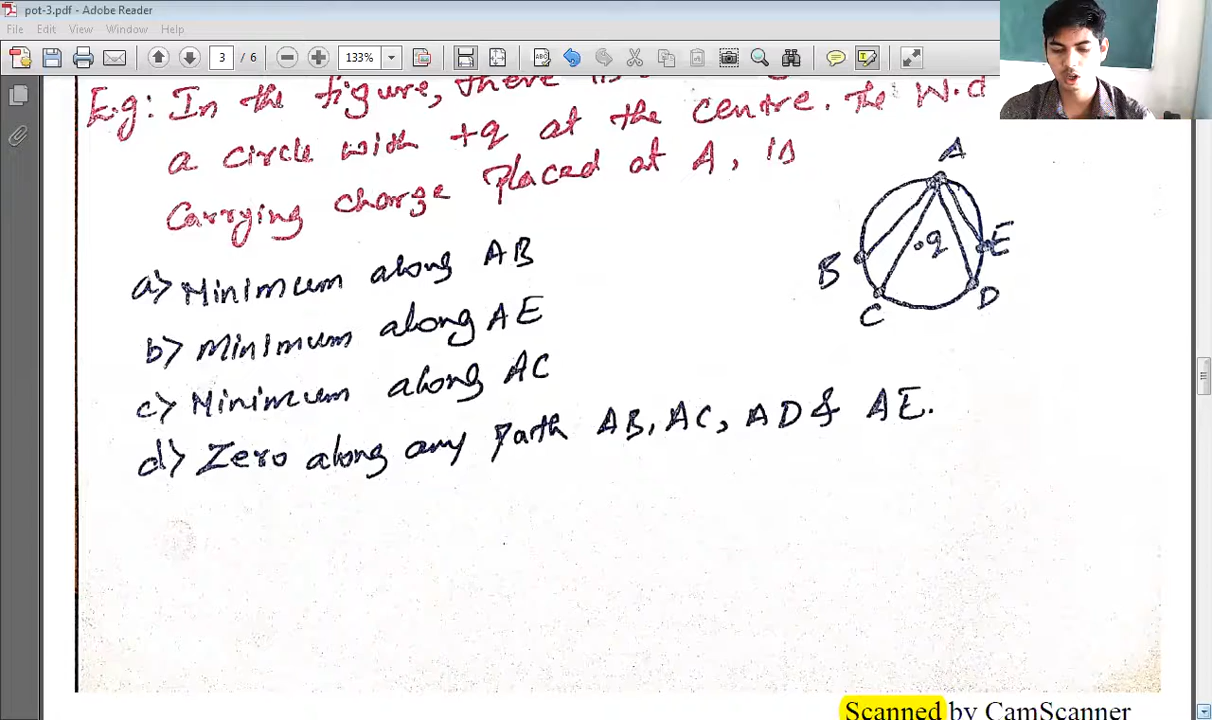 pot-3.pdf - Adobe Reader
File Edit View Window Help
3 / 6 133%
E.g: In the figure, there is
a circle with +q at the centre. The W.d
Carrying charge placed at A, is
A
B
C
D
E
.q
a) Minimum along AB
b) Minimum along AE
c) Minimum along AC
d) Zero along any path AB, AC, AD & AE.
Scanned by CamScanner